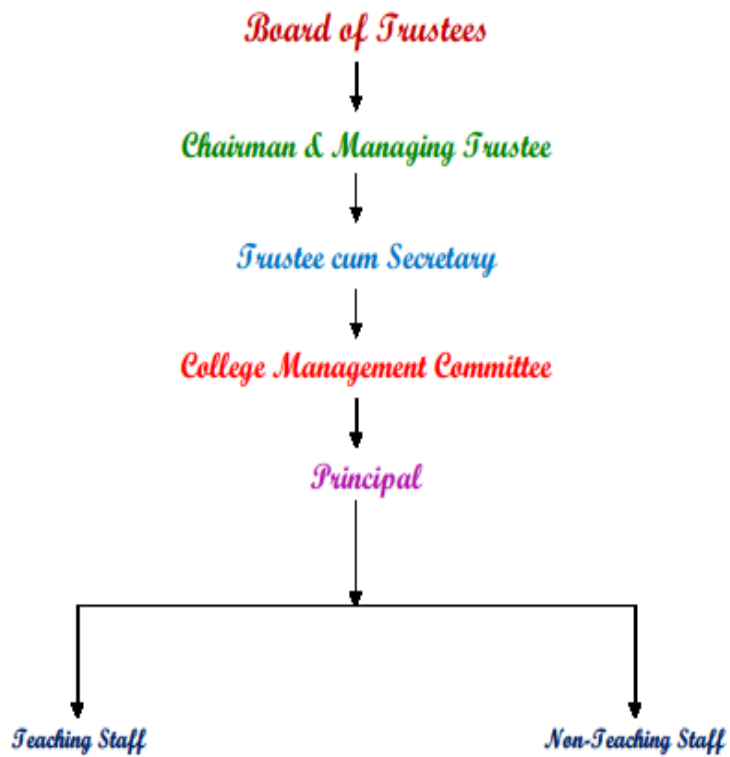 Board of Trustees
Chairman & Managing Trustee
Trustee cum Secretary
College Management Committee
Principal
Teaching Staff
Non-Teaching Staff